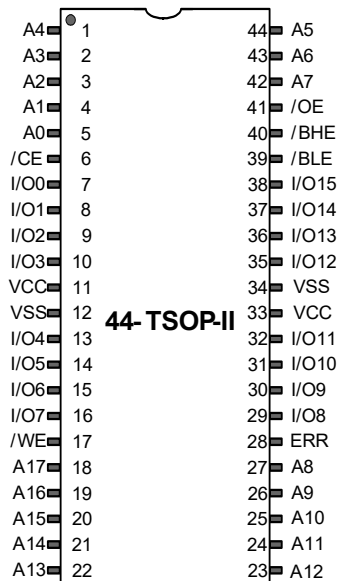 A4 1 44 A5
A3 2 43 A6
A2 3 42 A7
A1 4 41 /OE
A0 5 40 /BHE
/CE 6 39 /BLE
I/O0 7 38 I/O15
I/O1 8 37 I/O14
I/O2 9 36 I/O13
I/O3 10 35 I/O12
VCC 11 34 VSS
VSS 12 33 VCC
44-TSOP-II
I/O4 13 32 I/O11
I/O5 14 31 I/O10
I/O6 15 30 I/O9
I/O7 16 29 I/O8
/WE 17 28 ERR
A17 18 27 A8
A16 19 26 A9
A15 20 25 A10
A14 21 24 A11
A13 22 23 A12